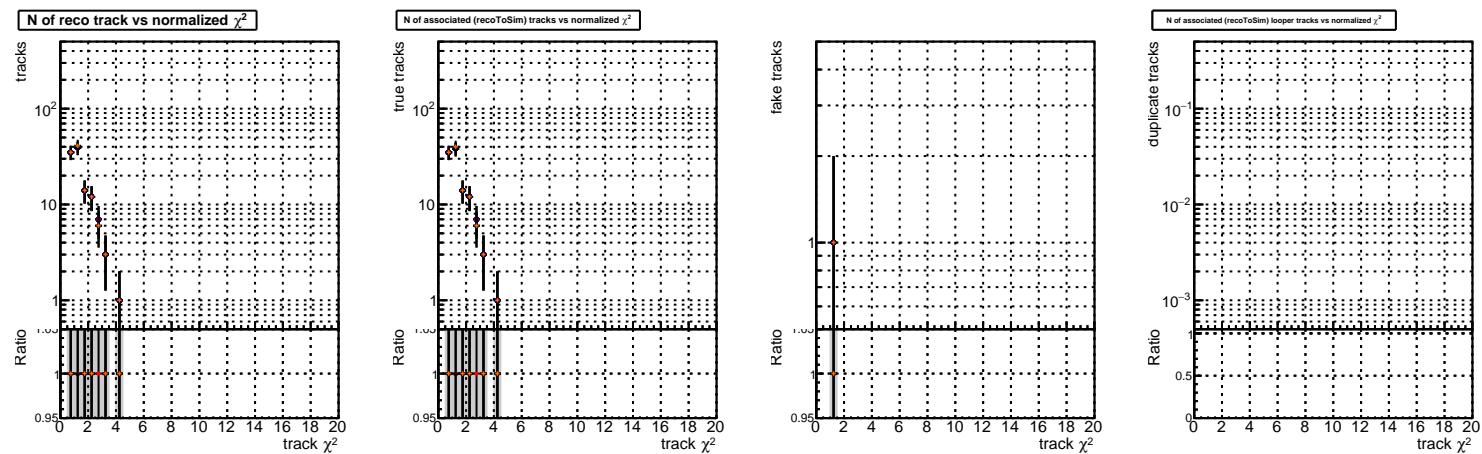 N of reco track vs normalized χ²
tracks
10²
10
1
Ratio
1.05
1
0.95
0 2 4 6 8 10 12 14 16 18 20
track χ²
N of associated (recoToSim) tracks vs normalized χ²
true tracks
10²
10
1
Ratio
1.05
1
0.95
0 2 4 6 8 10 12 14 16 18 20
track χ²
fake tracks
1
Ratio
1.05
1
0.95
0 2 4 6 8 10 12 14 16 18 20
track χ²
N of associated (recoToSim) looper tracks vs normalized χ²
duplicate tracks
10⁻¹
10⁻²
10⁻³
Ratio
1
0.5
0
0 2 4 6 8 10 12 14 16 18 20
track χ²